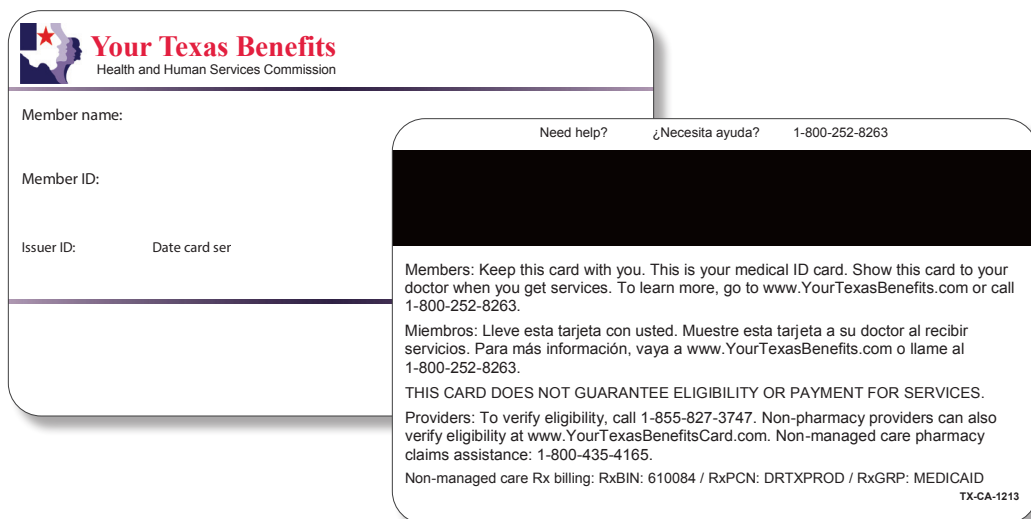 Your Texas Benefits
Health and Human Services Commission
Member name:
Member ID:
Issuer ID: Date card ser
Need help? ¿Necesita ayuda? 1-800-252-8263
Members: Keep this card with you. This is your medical ID card. Show this card to your
doctor when you get services. To learn more, go to www.YourTexasBenefits.com or call
1-800-252-8263.
Miembros: Lleve esta tarjeta con usted. Muestre esta tarjeta a su doctor al recibir
servicios. Para más información, vaya a www.YourTexasBenefits.com o llame al
1-800-252-8263.
THIS CARD DOES NOT GUARANTEE ELIGIBILITY OR PAYMENT FOR SERVICES.
Providers: To verify eligibility, call 1-855-827-3747. Non-pharmacy providers can also
verify eligibility at www.YourTexasBenefitsCard.com. Non-managed care pharmacy
claims assistance: 1-800-435-4165.
Non-managed care Rx billing: RxBIN: 610084 / RxPCN: DRTXPROD / RxGRP: MEDICAID
TX-CA-1213